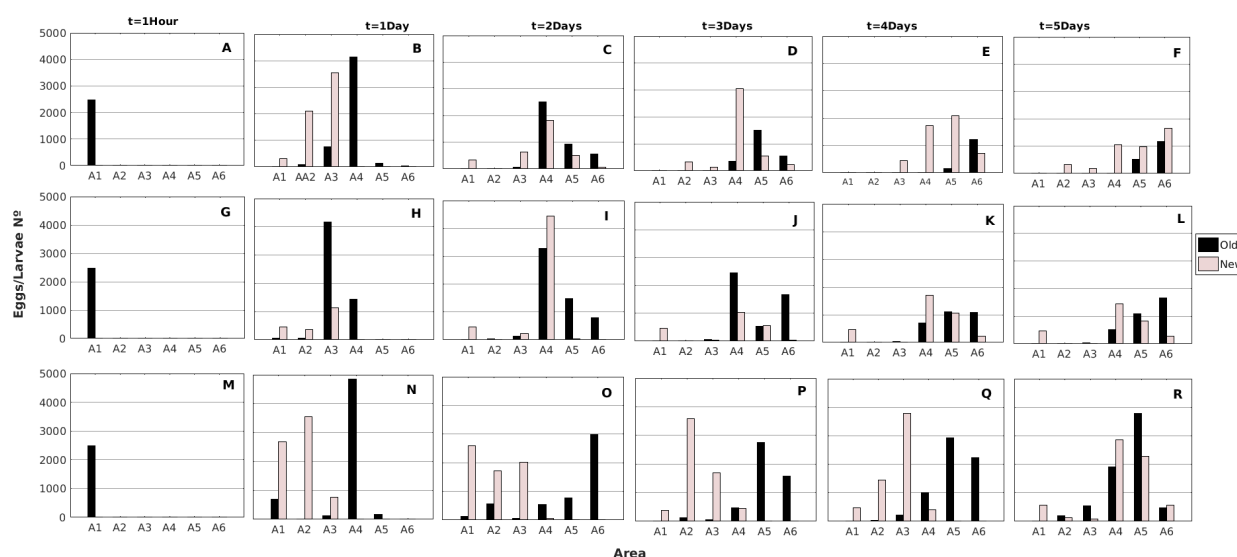 t=1Hour t=1Day t=2Days t=3Days t=4Days t=5Days
5000 A B C D E F
4000
3000
2000
1000
0
A1 A2 A3 A4 A5 A6 A1 AA2 A3 A4 A5 A6 A1 A2 A3 A4 A5 A6 A1 A2 A3 A4 A5 A6 A1 A2 A3 A4 A5 A6 A1 A2 A3 A4 A5 A6
Eggs/Larvae Nº
5000 G H I J K L
4000
3000
2000
1000
0
A1 A2 A3 A4 A5 A6 A1 A2 A3 A4 A5 A6 A1 A2 A3 A4 A5 A6 A1 A2 A3 A4 A5 A6 A1 A2 A3 A4 A5 A6 A1 A2 A3 A4 A5 A6
Old
5000 M N O P Q R
4000
3000
2000
1000
0
A1 A2 A3 A4 A5 A6 A1 A2 A3 A4 A5 A6 A1 A2 A3 A4 A5 A6 A1 A2 A3 A4 A5 A6 A1 A2 A3 A4 A5 A6 A1 A2 A3 A4 A5 A6
Area